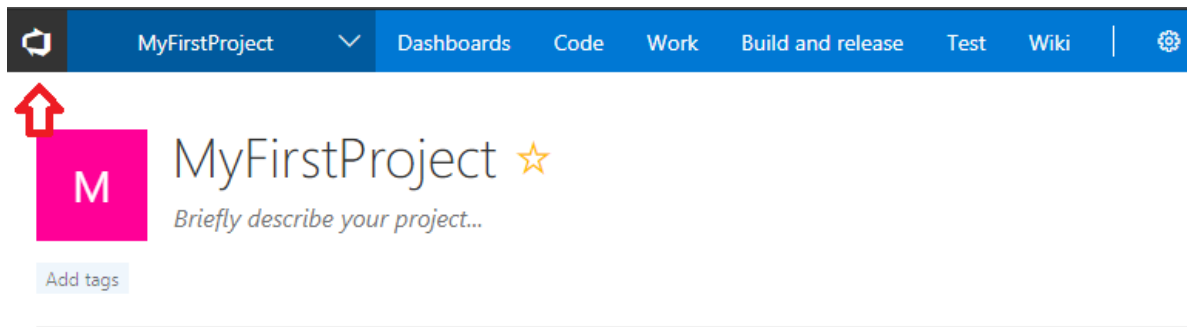 MyFirstProject Dashboards Code Work Build and release Test Wiki
MyFirstProject
M
Briefly describe your project...
Add tags